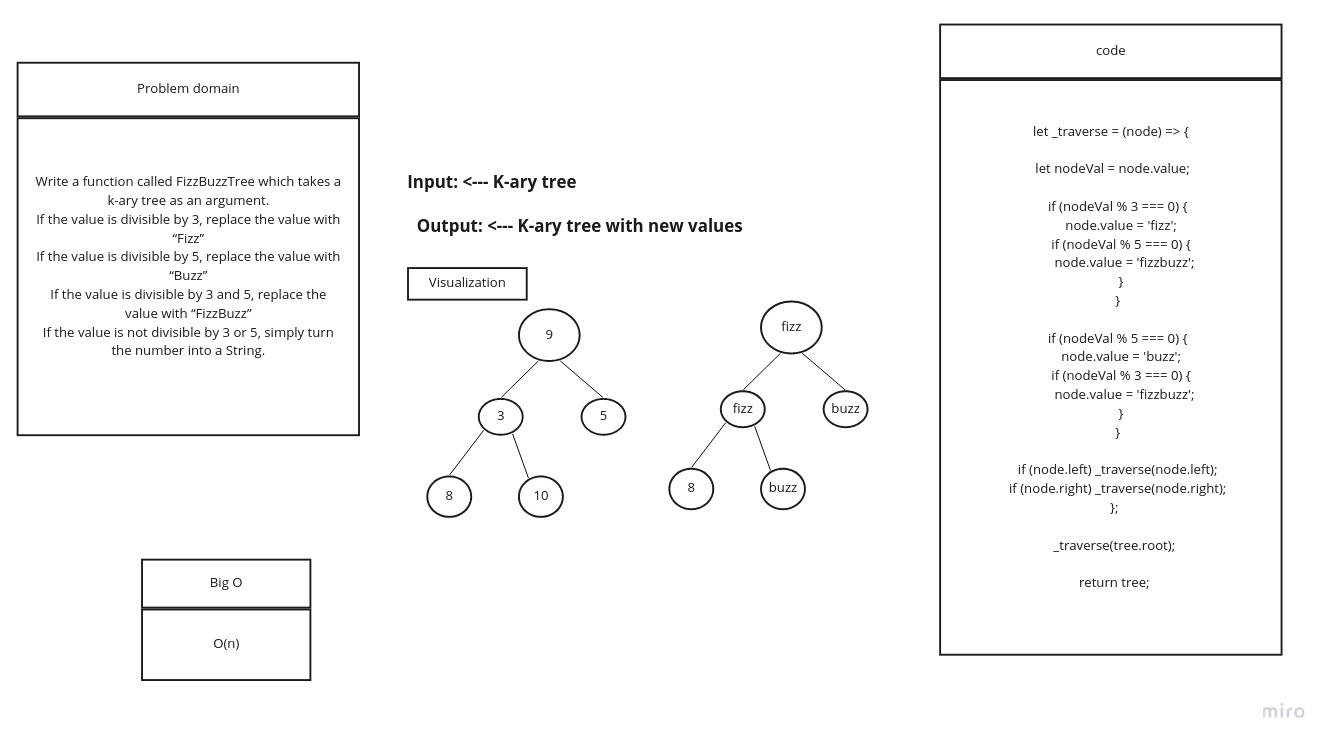 Problem domain
Write a function called FizzBuzzTree which takes a
k-ary tree as an argument.
If the value is divisible by 3, replace the value with
“Fizz”
If the value is divisible by 5, replace the value with
“Buzz”
If the value is divisible by 3 and 5, replace the
value with “FizzBuzz”
If the value is not divisible by 3 or 5, simply turn
the number into a String.
Big O
O(n)
Input: <--- K-ary tree
Output: <--- K-ary tree with new values
Visualization
9
3
5
8
10
fizz
fizz
buzz
8
buzz
code
let _traverse = (node) => {
let nodeVal = node.value;
if (nodeVal % 3 === 0) {
node.value = 'fizz';
if (nodeVal % 5 === 0) {
node.value = 'fizzbuzz';
}
}
if (nodeVal % 5 === 0) {
node.value = 'buzz';
if (nodeVal % 3 === 0) {
node.value = 'fizzbuzz';
}
}
if (node.left) _traverse(node.left);
if (node.right) _traverse(node.right);
};
_traverse(tree.root);
return tree;
miro